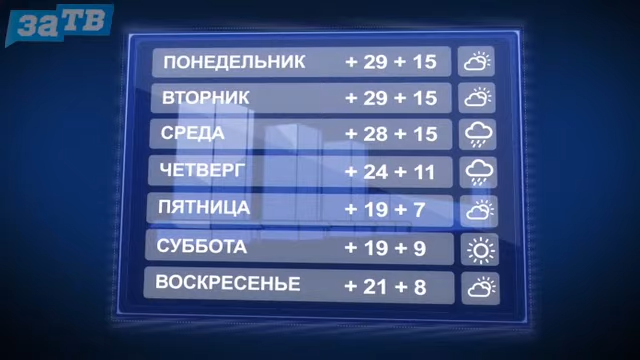 заТВ
ПОНЕДЕЛЬНИК + 29 + 15
ВТОРНИК + 29 + 15
СРЕДА + 28 + 15
ЧЕТВЕРГ + 24 + 11
ПЯТНИЦА + 19 + 7
СУББОТА + 19 + 9
ВОСКРЕСЕНЬЕ + 21 + 8